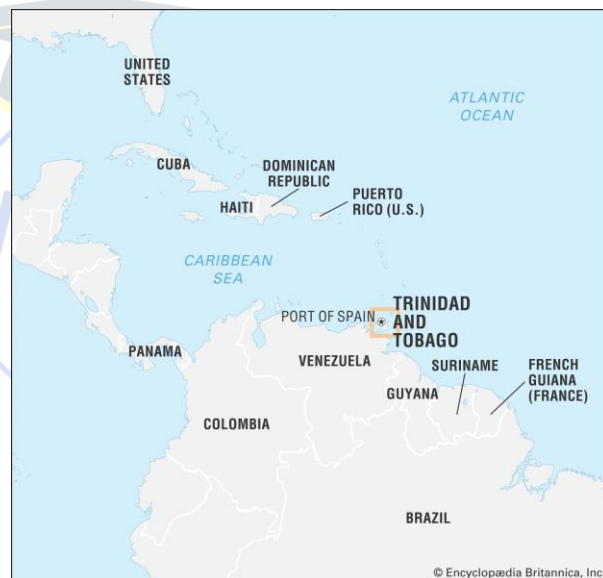 UNITED
STATES
ATLANTIC
OCEAN
CUBA
DOMINICAN
REPUBLIC
HAITI
PUERTO
RICO (U.S.)
CARIBBEAN
SEA
PORT OF SPAIN
TRINIDAD
AND
TOBAGO
PANAMA
VENEZUELA
GUYANA
SURINAME
FRENCH
GUIANA
(FRANCE)
COLOMBIA
BRAZIL
© Encyclopædia Britannica, Inc.